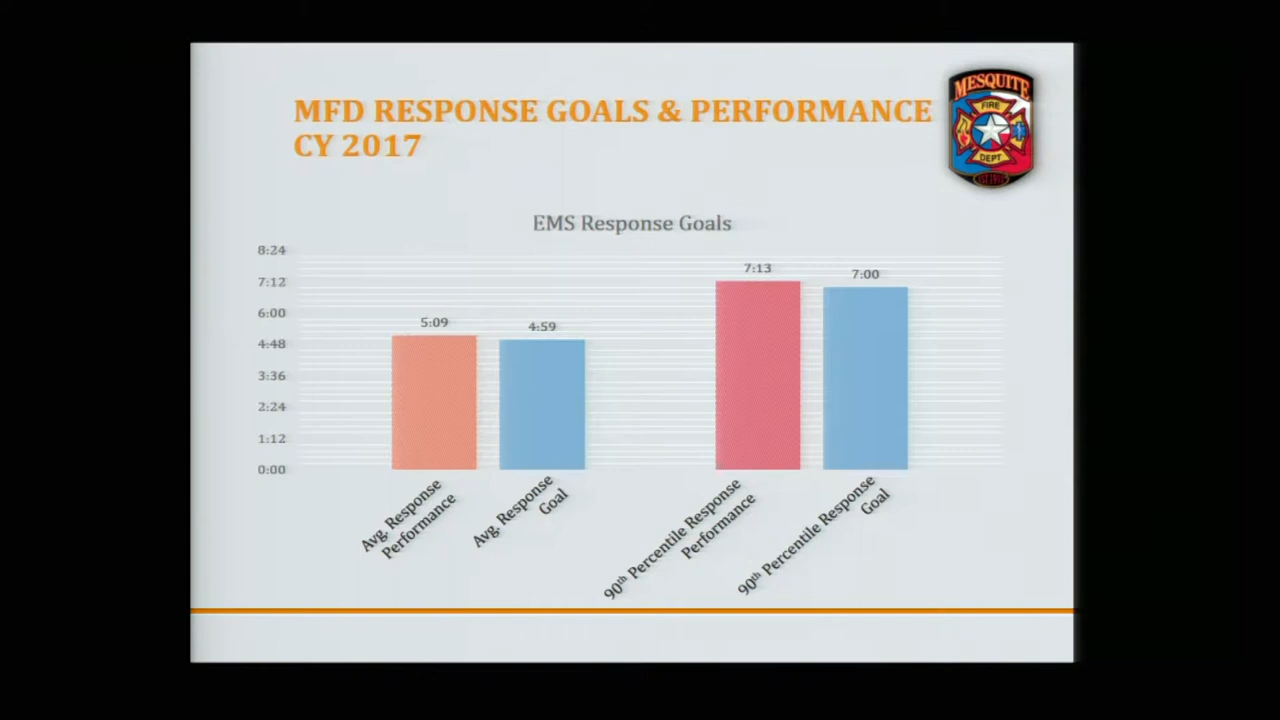 MFD RESPONSE GOALS & PERFORMANCE
CY 2017
MESQUITE
FIRE
DEPT
EMS Response Goals
8:24
7:12
6:00
4:48
3:36
2:24
1:12
0:00
5:09
4:59
7:13
7:00
Avg. Response
Performance
Avg. Response
Goal
90th Percentile Response
Performance
90th Percentile Response
Goal